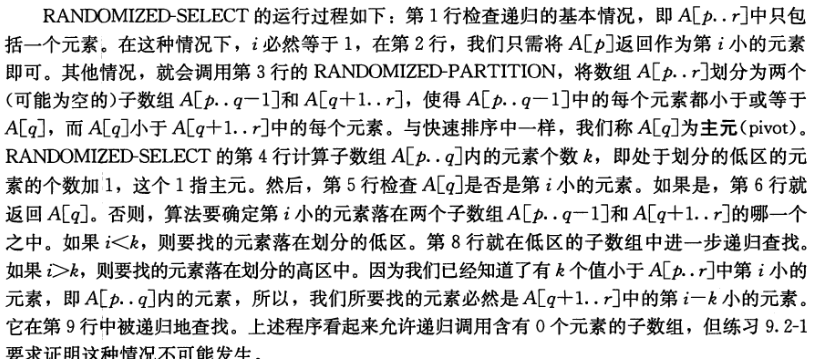 RANDOMIZED-SELECT 的运行过程如下：第 1 行检查递归的基本情况，即 A[p..r]中只包
括一个元素。在这种情况下，i 必然等于 1，在第 2 行，我们只需将 A[p]返回作为第 i 小的元素
即可。其他情况，就会调用第 3 行的 RANDOMIZED-PARTITION，将数组 A[p..r]划分为两个
(可能为空的)子数组 A[p..q-1]和 A[q+1..r]，使得 A[p..q-1]中的每个元素都小于或等于
A[q]，而 A[q]小于 A[q+1..r]中的每个元素。与快速排序中一样，我们称 A[q]为主元(pivot)。
RANDOMIZED-SELECT 的第 4 行计算子数组 A[p..q]内的元素个数 k，即处于划分的低区的元
素的个数加 1，这个 1 指主元。然后，第 5 行检查 A[q]是否是第 i 小的元素。如果是，第 6 行就
返回 A[q]。否则，算法要确定第 i 小的元素落在两个子数组 A[p..q-1]和 A[q+1..r]的哪一个
之中。如果 i<k，则要找的元素落在划分的低区。第 8 行就在低区的子数组中进一步递归查找。
如果 i>k，则要找的元素落在划分的高区中。因为我们已经知道了有 k 个值小于 A[p..r]中第 i 小的
元素，即 A[p..q]内的元素，所以，我们所要找的元素必然是 A[q+1..r]中的第 i-k 小的元素。
它在第 9 行中被递归地查找。上述程序看起来允许递归调用含有 0 个元素的子数组，但练习 9.2-1
要求证明这种情况不可能发生。